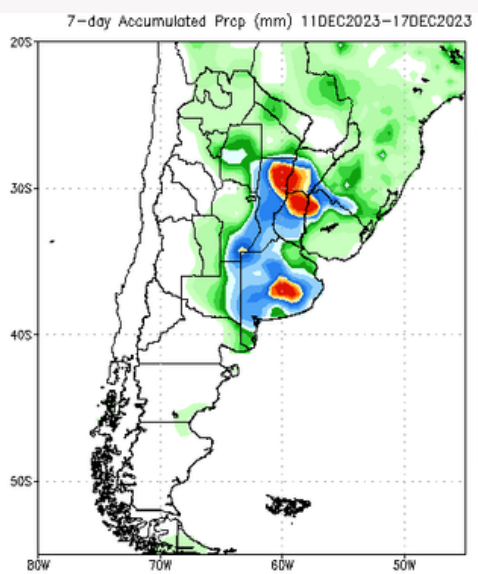 7-day Accumulated Prcp (mm) 11DEC2023-17DEC2023
20S
30S
40S
50S
80W 70W 60W 50W